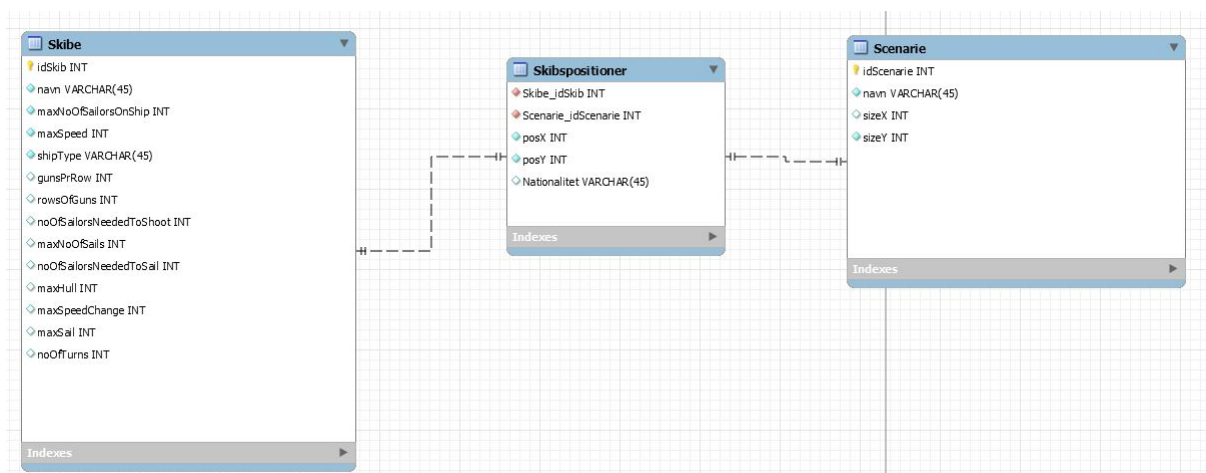 Skibe
idSkib INT
navn VARCHAR(45)
maxNoOfSailorsOnShip INT
maxSpeed INT
shipType VARCHAR(45)
gunsPrRow INT
rowsOfGuns INT
noOfSailorsNeededToShoot INT
maxNoOfSails INT
noOfSailorsNeededToSail INT
maxHull INT
maxSpeedChange INT
maxSail INT
noOfTurns INT
Indexes
Skibspositioner
Skibe_idSkib INT
Scenarie_idScenarie INT
posX INT
posY INT
Nationalitet VARCHAR(45)
Indexes
Scenarie
idScenarie INT
navn VARCHAR(45)
sizeX INT
sizeY INT
Indexes